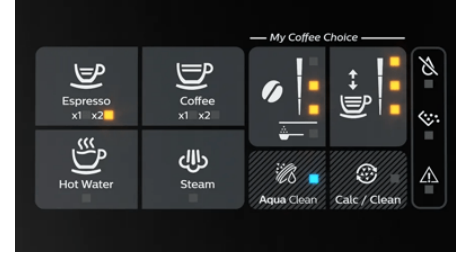 My Coffee Choice
Espresso
x1 x2
Coffee
x1 x2
Hot Water
Steam
Aqua Clean
Calc / Clean